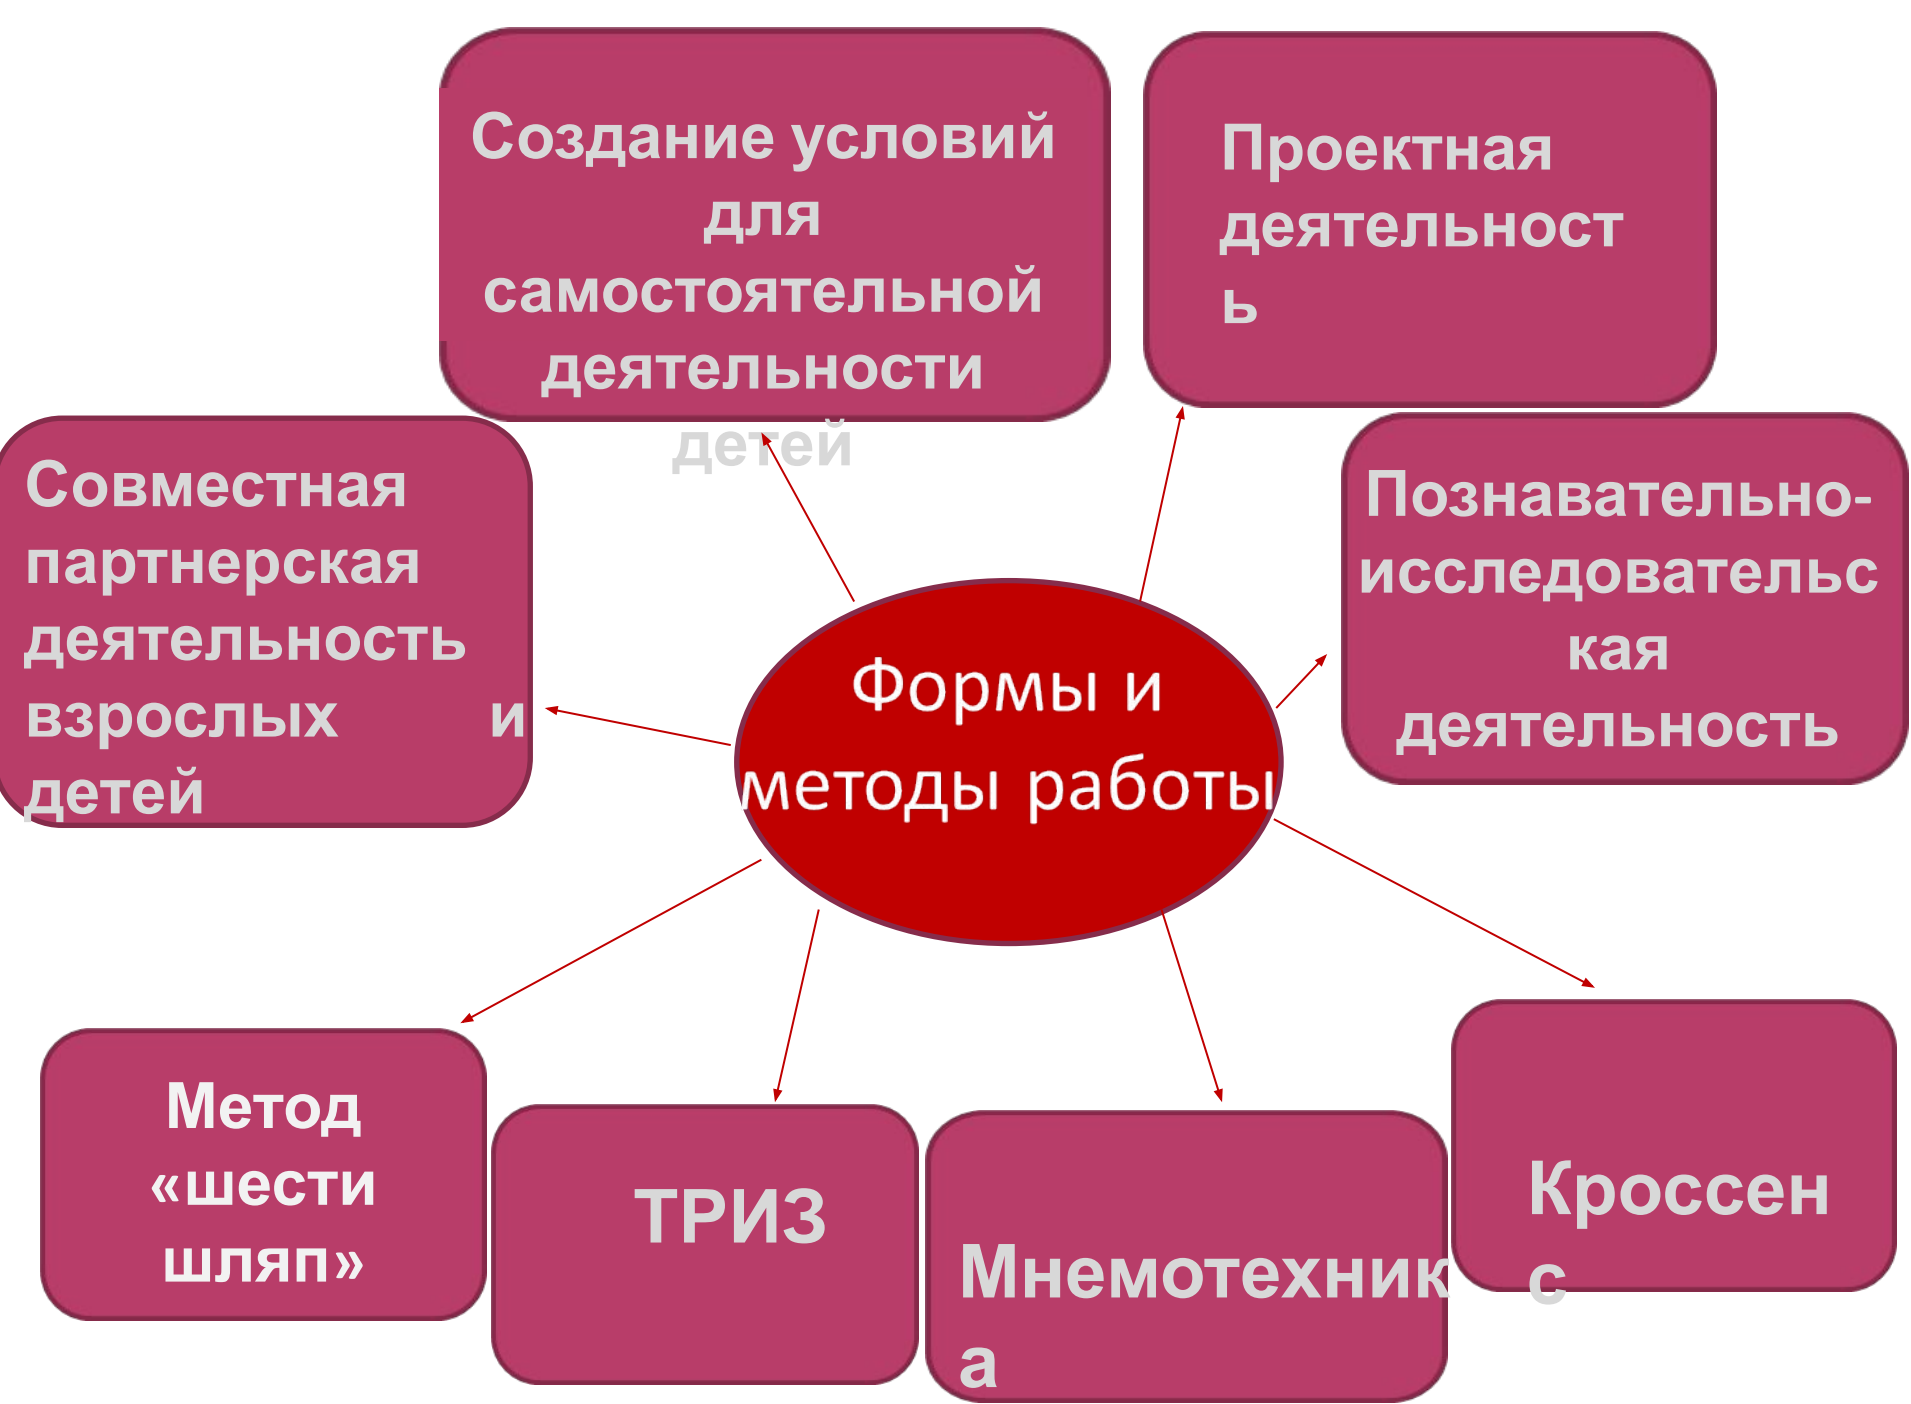 Создание условий
для
самостоятельной
деятельности
детей
Проектная
деятельност
ь
Совместная
партнерская
деятельность
взрослых и
детей
Познавательно-
исследовательс
кая
деятельность
Формы и
методы работы
Метод
«шести
шляп»
ТРИЗ
Мнемотехник
а
Кроссен
с